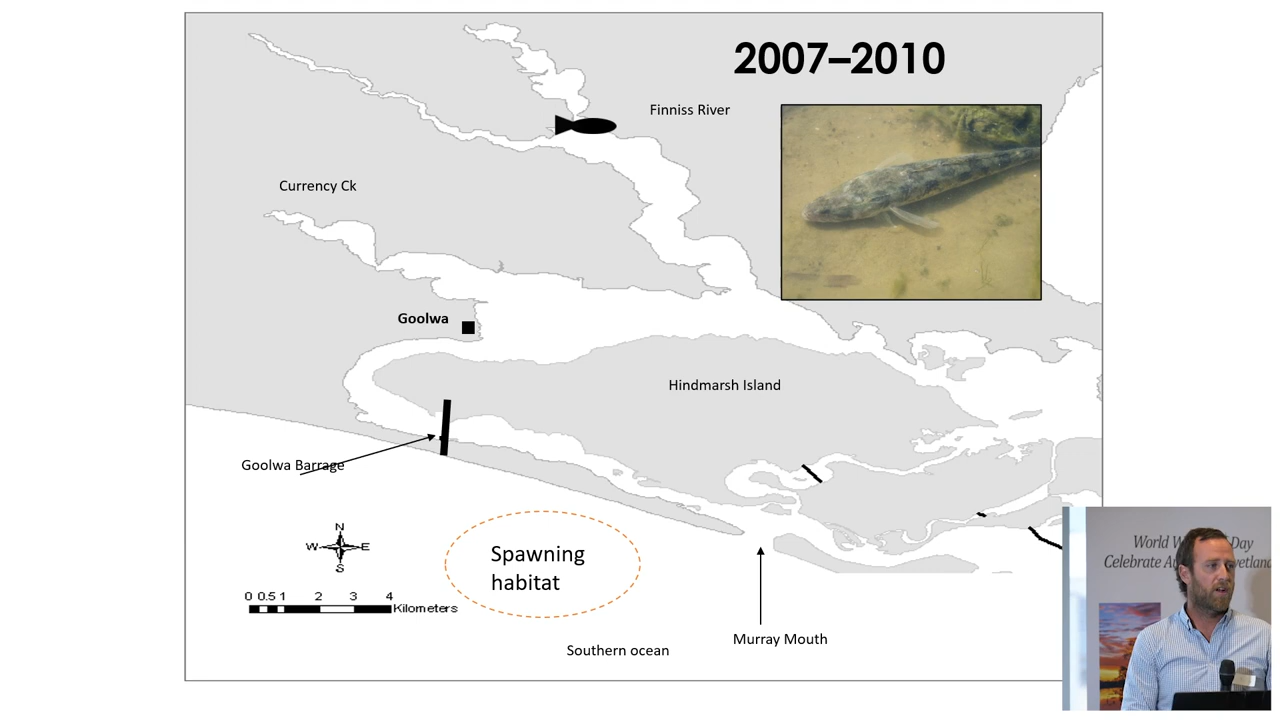 2007–2010
Finniss River
Currency Ck
Goolwa
Hindmarsh Island
Goolwa Barrage
N
W E
S
0 0.5 1 2 3 4
Kilometers
Spawning
habitat
Murray Mouth
Southern ocean
World W Day
Celebrate